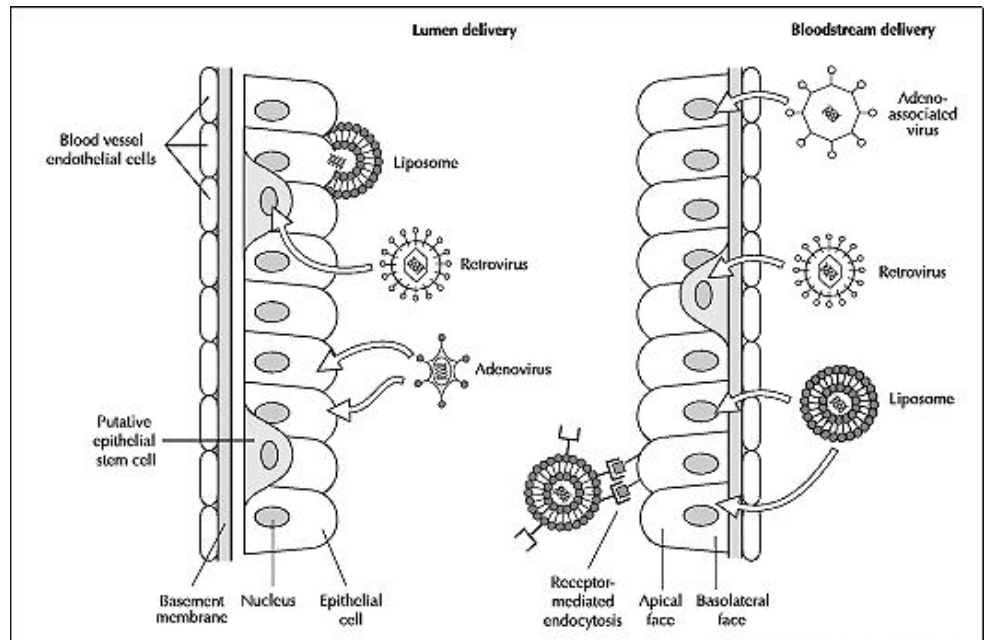 Lumen delivery
Bloodstream delivery
Blood vessel
endothelial cells
Liposome
Retrovirus
Adenovirus
Putative
epithelial
stem cell
Basement
membrane
Nucleus
Epithelial
cell
Adeno-
associated
virus
Retrovirus
Liposome
Receptor-
mediated
endocytosis
Apical
face
Basolateral
face